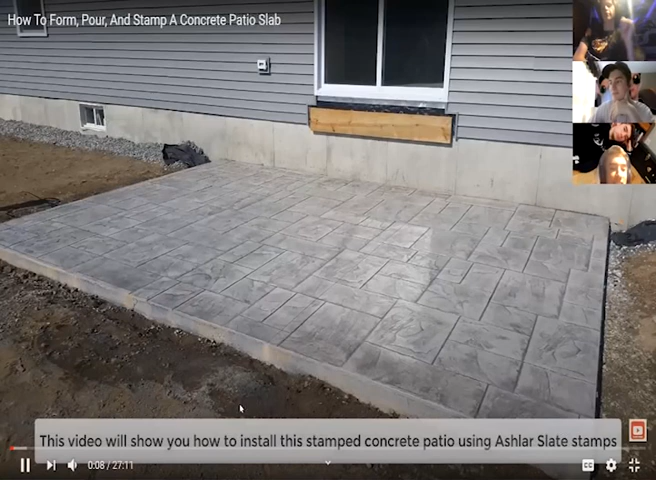 How To Form, Pour, And Stamp A Concrete Patio Slab
This video will show you how to install this stamped concrete patio using Ashlar Slate stamps
0:08 / 27:11
CC